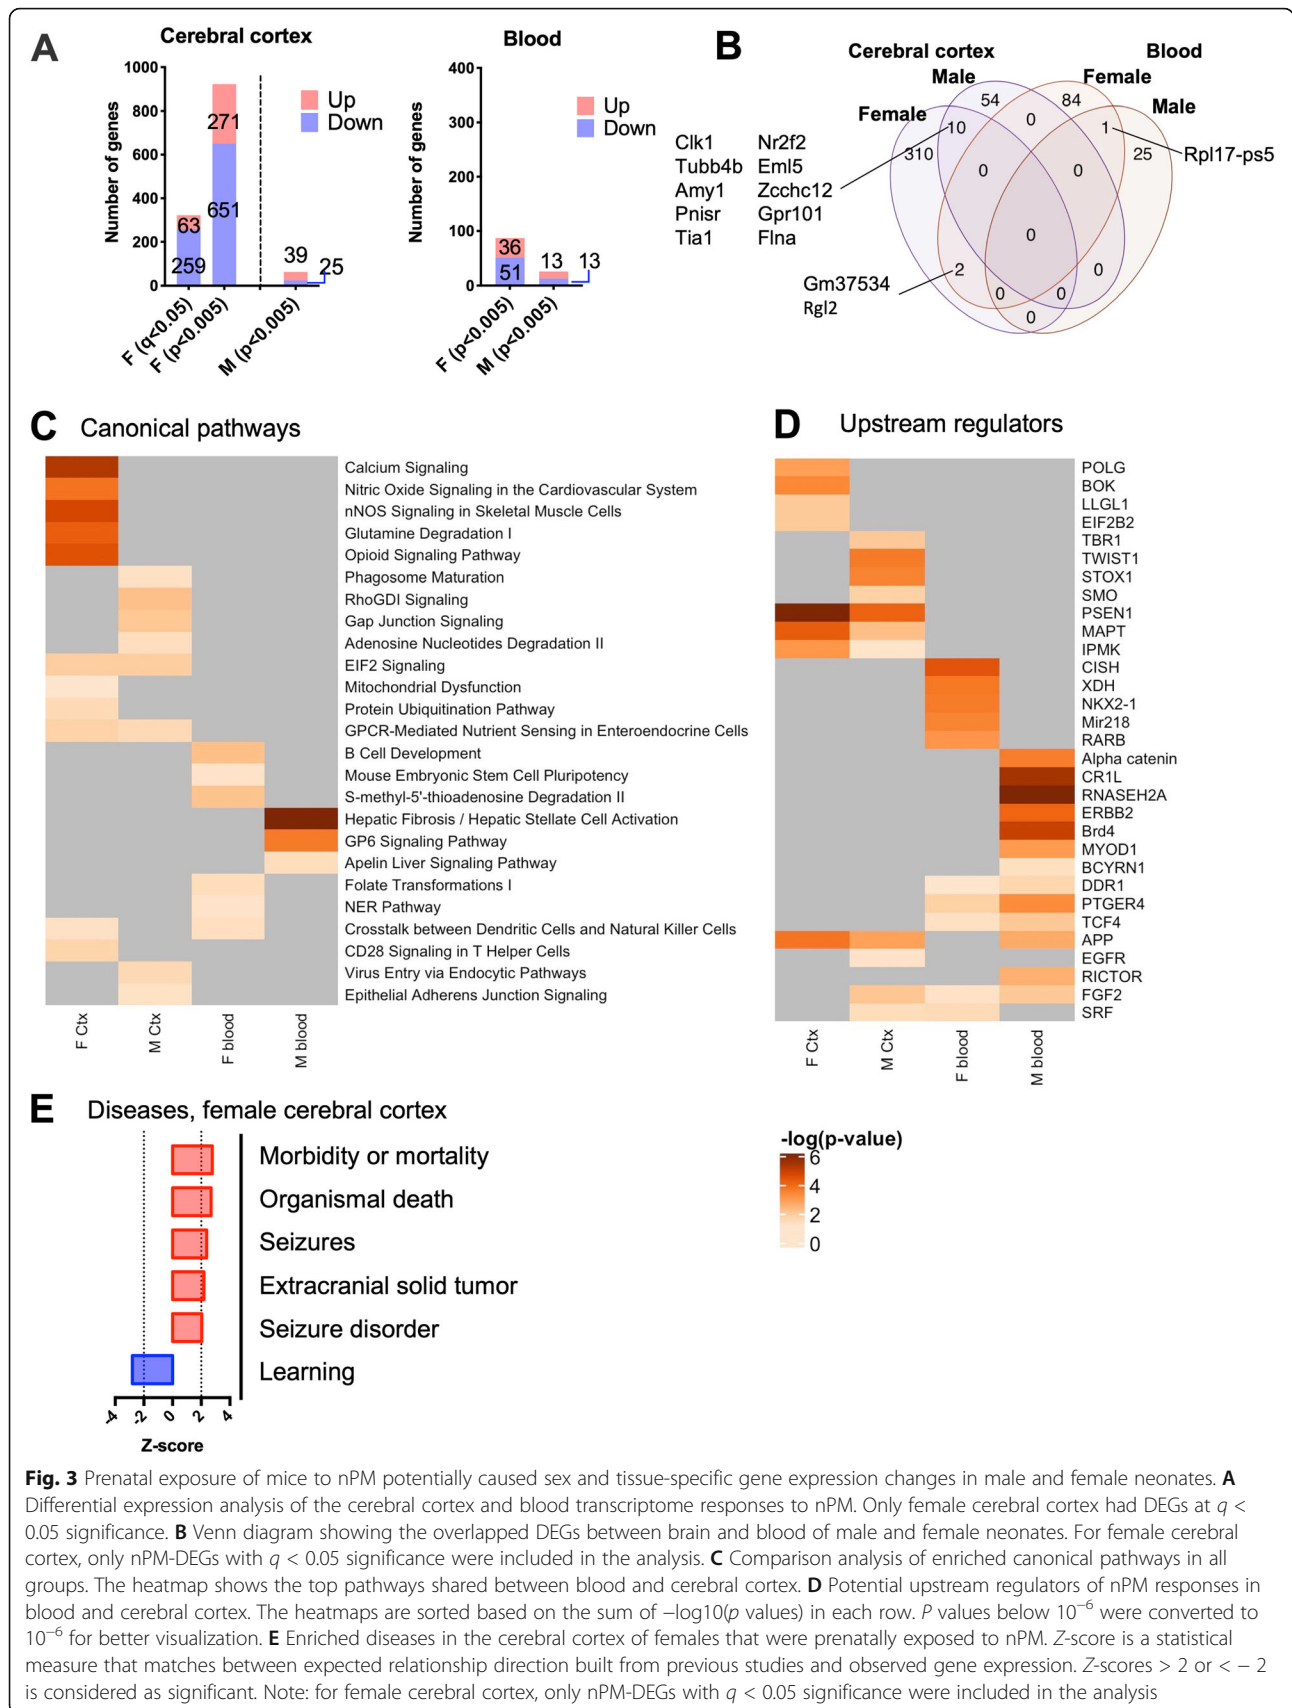 A
Cerebral cortex
Number of genes
1000
800
600
400
200
0
63
259
271
651
39
25
Up
Down
F (q<0.05)
F (p<0.005)
M (p<0.005)
Blood
Number of genes
400
300
200
100
0
36
51
13
13
Up
Down
F (p<0.005)
M (p<0.005)
B
Cerebral cortex
Blood
Male
Female
Female
Male
54
84
0
10
1
310
25
0
0
0
2
0
0
0
0
Clk1 Nr2f2
Tubb4b Eml5
Amy1 Zcchc12
Pnisr Gpr101
Tia1 Flna
Rpl17-ps5
Gm37534
Rgl2
C Canonical pathways
Calcium Signaling
Nitric Oxide Signaling in the Cardiovascular System
nNOS Signaling in Skeletal Muscle Cells
Glutamine Degradation I
Opioid Signaling Pathway
Phagosome Maturation
RhoGDI Signaling
Gap Junction Signaling
Adenosine Nucleotides Degradation II
EIF2 Signaling
Mitochondrial Dysfunction
Protein Ubiquitination Pathway
GPCR-Mediated Nutrient Sensing in Enteroendocrine Cells
B Cell Development
Mouse Embryonic Stem Cell Pluripotency
S-methyl-5'-thioadenosine Degradation II
Hepatic Fibrosis / Hepatic Stellate Cell Activation
GP6 Signaling Pathway
Apelin Liver Signaling Pathway
Folate Transformations I
NER Pathway
Crosstalk between Dendritic Cells and Natural Killer Cells
CD28 Signaling in T Helper Cells
Virus Entry via Endocytic Pathways
Epithelial Adherens Junction Signaling
F Ctx
M Ctx
F blood
M blood
D Upstream regulators
POLG
BOK
LLGL1
EIF2B2
TBR1
TWIST1
STOX1
SMO
PSEN1
MAPT
IPMK
CISH
XDH
NKX2-1
Mir218
RARB
Alpha catenin
CR1L
RNASEH2A
ERBB2
Brd4
MYOD1
BCYRN1
DDR1
PTGER4
TCF4
APP
EGFR
RICTOR
FGF2
SRF
F Ctx
M Ctx
F blood
M blood
-log(p-value)
6
4
2
0
E Diseases, female cerebral cortex
Morbidity or mortality
Organismal death
Seizures
Extracranial solid tumor
Seizure disorder
Learning
-4
-2
0
2
4
Z-score
Fig. 3 Prenatal exposure of mice to nPM potentially caused sex and tissue-specific gene expression changes in male and female neonates. A
Differential expression analysis of the cerebral cortex and blood transcriptome responses to nPM. Only female cerebral cortex had DEGs at q <
0.05 significance. B Venn diagram showing the overlapped DEGs between brain and blood of male and female neonates. For female cerebral
cortex, only nPM-DEGs with q < 0.05 significance were included in the analysis. C Comparison analysis of enriched canonical pathways in all
groups. The heatmap shows the top pathways shared between blood and cerebral cortex. D Potential upstream regulators of nPM responses in
blood and cerebral cortex. The heatmaps are sorted based on the sum of −log10(p values) in each row. P values below 10⁻⁶ were converted to
10⁻⁶ for better visualization. E Enriched diseases in the cerebral cortex of females that were prenatally exposed to nPM. Z-score is a statistical
measure that matches between expected relationship direction built from previous studies and observed gene expression. Z-scores > 2 or < − 2
is considered as significant. Note: for female cerebral cortex, only nPM-DEGs with q < 0.05 significance were included in the analysis